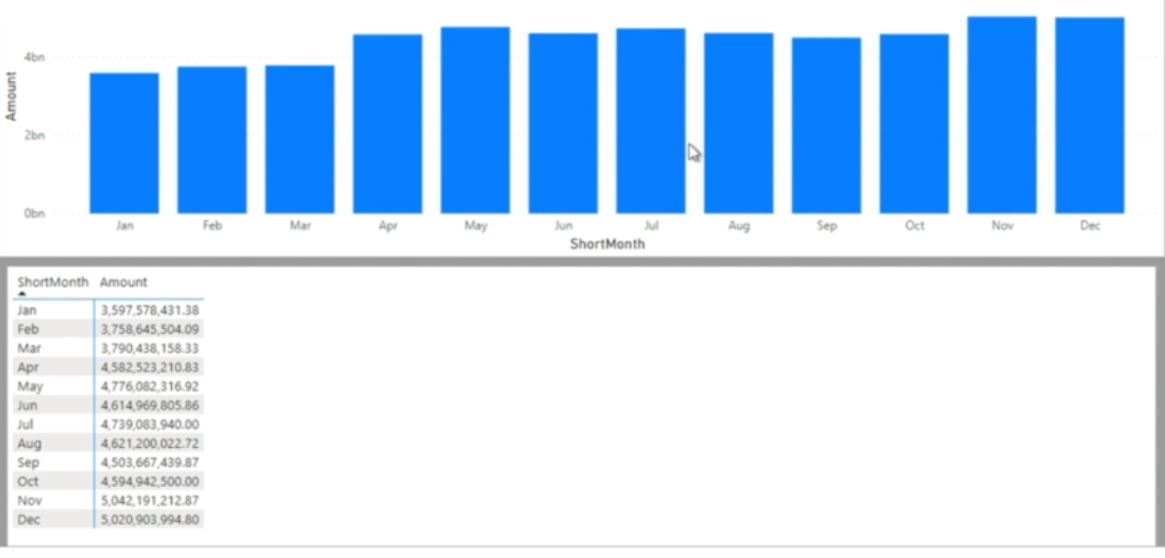 4bn
2bn
0bn
Amount
Jan Feb Mar Apr May Jun Jul Aug Sep Oct Nov Dec
ShortMonth
ShortMonth Amount
Jan 3,597,578,431.38
Feb 3,758,645,504.09
Mar 3,790,438,158.33
Apr 4,582,523,210.83
May 4,776,082,316.92
Jun 4,614,969,805.86
Jul 4,739,083,940.00
Aug 4,621,200,022.72
Sep 4,503,667,439.87
Oct 4,594,942,500.00
Nov 5,042,191,212.87
Dec 5,020,903,994.80